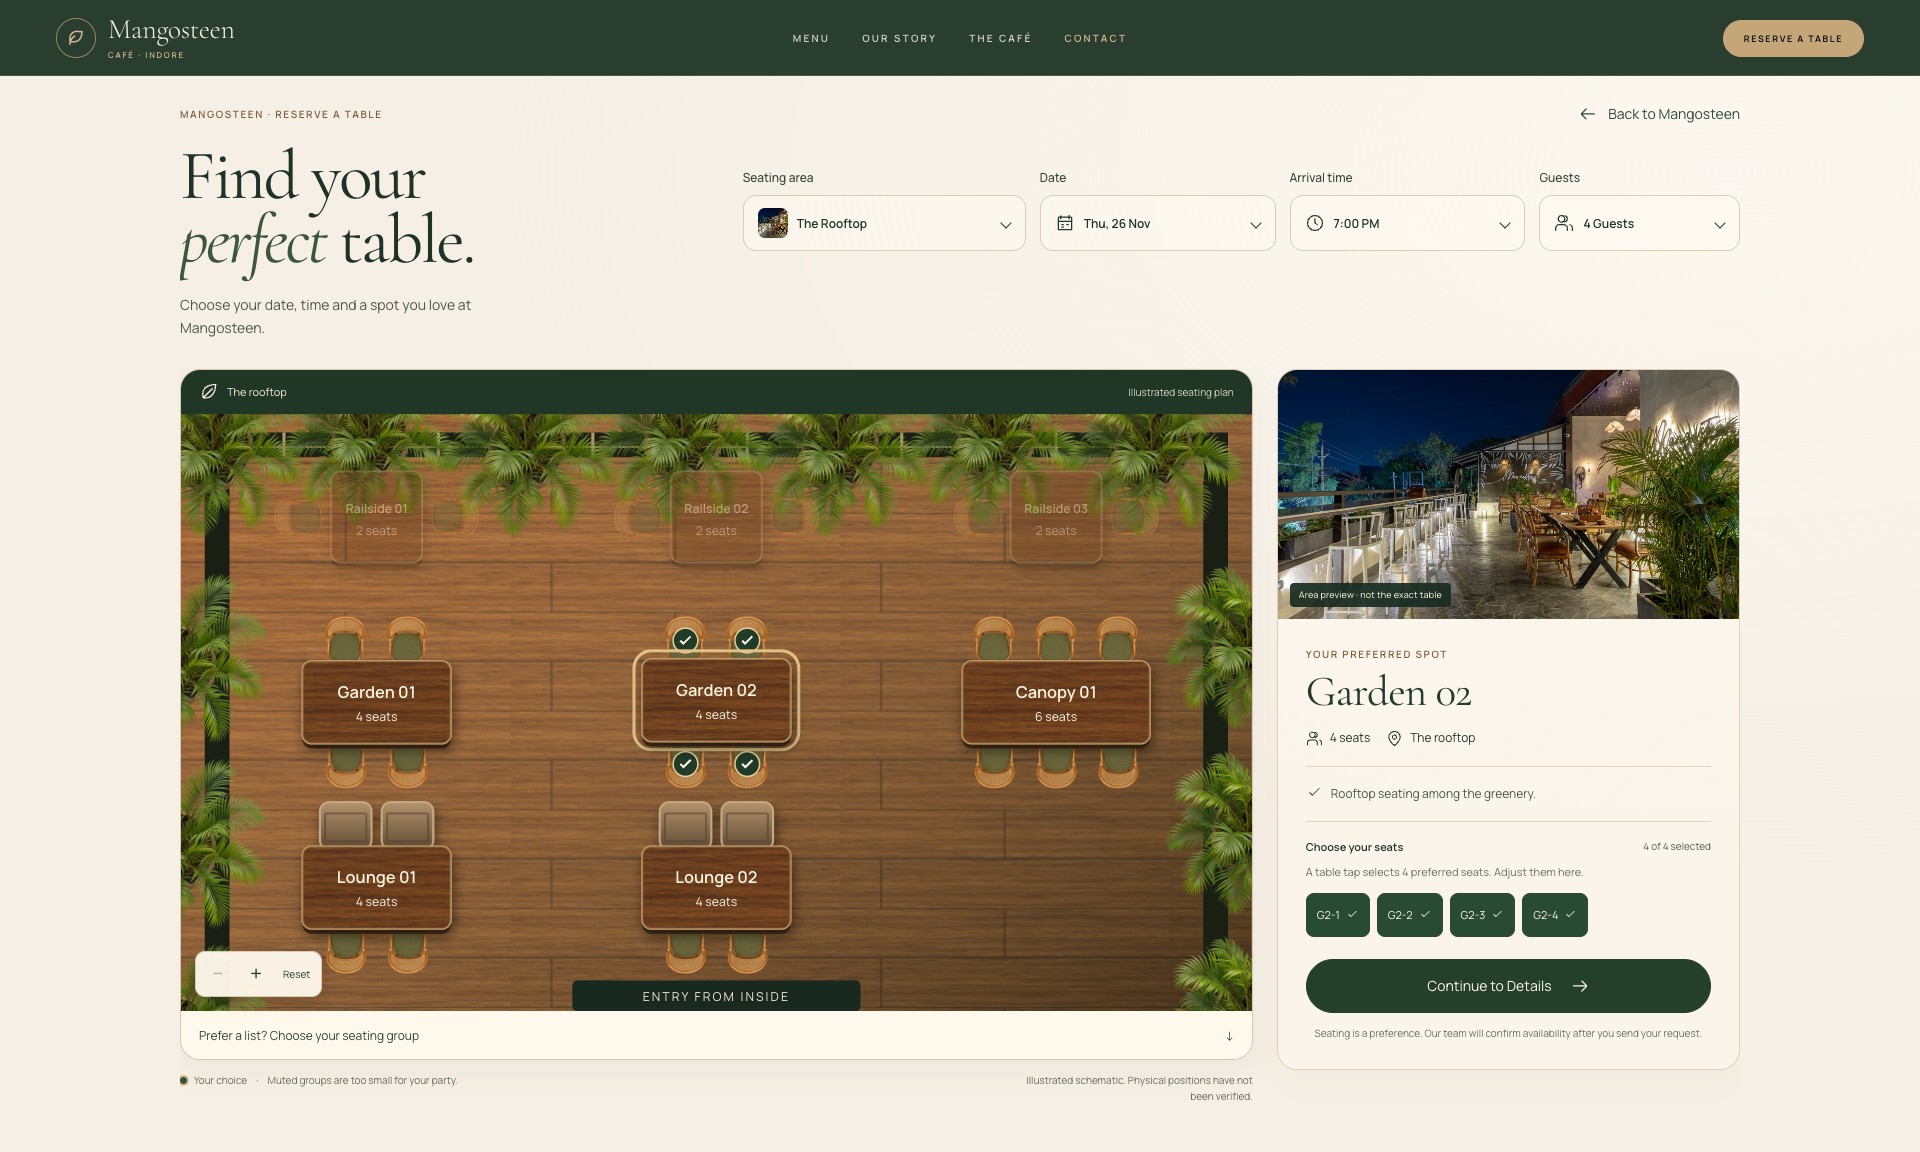 Mangosteen
CAFÉ · INDORE
MENU
OUR STORY
THE CAFÉ
CONTACT
RESERVE A TABLE
MANGOSTEEN · RESERVE A TABLE
Back to Mangosteen
Find your
perfect table.
Choose your date, time and a spot you love at
Mangosteen.
Seating area
Date
Arrival time
Guests
The Rooftop
Thu, 26 Nov
7:00 PM
4 Guests
The rooftop
Illustrated seating plan
Railside 01
2 seats
Railside 02
2 seats
Railside 03
2 seats
Garden 01
4 seats
Garden 02
4 seats
Canopy 01
6 seats
Lounge 01
4 seats
Lounge 02
4 seats
Reset
ENTRY FROM INSIDE
Prefer a list? Choose your seating group
Your choice · Muted groups are too small for your party.
Illustrated schematic. Physical positions have not
been verified.
Area preview · not the exact table
YOUR PREFERRED SPOT
Garden 02
4 seats
The rooftop
Rooftop seating among the greenery.
Choose your seats
4 of 4 selected
A table tap selects 4 preferred seats. Adjust them here.
G2-1
G2-2
G2-3
G2-4
Continue to Details
Seating is a preference. Our team will confirm availability after you send your request.